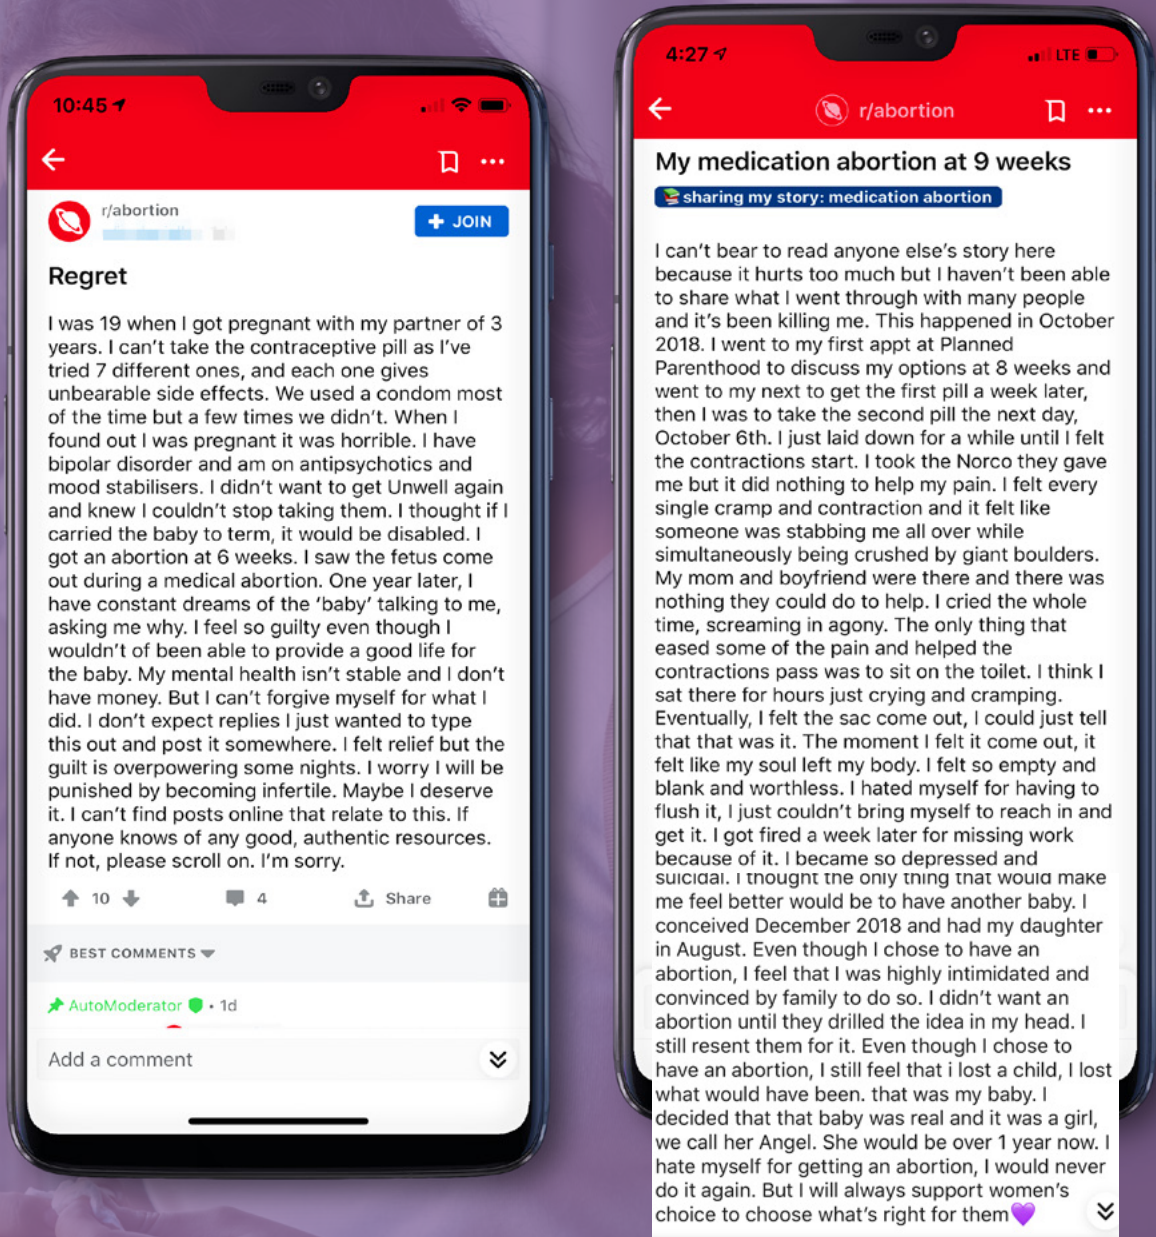 10:45
r/abortion
+ JOIN
Regret
I was 19 when I got pregnant with my partner of 3
years. I can't take the contraceptive pill as I've
tried 7 different ones, and each one gives
unbearable side effects. We used a condom most
of the time but a few times we didn't. When I
found out I was pregnant it was horrible. I have
bipolar disorder and am on antipsychotics and
mood stabilisers. I didn't want to get Unwell again
and knew I couldn't stop taking them. I thought if I
carried the baby to term, it would be disabled. I
got an abortion at 6 weeks. I saw the fetus come
out during a medical abortion. One year later, I
have constant dreams of the 'baby' talking to me,
asking me why. I feel so guilty even though I
wouldn't of been able to provide a good life for
the baby. My mental health isn't stable and I don't
have money. But I can't forgive myself for what I
did. I don't expect replies I just wanted to type
this out and post it somewhere. I felt relief but the
guilt is overpowering some nights. I worry I will be
punished by becoming infertile. Maybe I deserve
it. I can't find posts online that relate to this. If
anyone knows of any good, authentic resources.
If not, please scroll on. I'm sorry.
10 4 Share
BEST COMMENTS
AutoModerator • 1d
Add a comment
4:27 LTE
r/abortion
My medication abortion at 9 weeks
sharing my story: medication abortion
I can't bear to read anyone else's story here
because it hurts too much but I haven't been able
to share what I went through with many people
and it's been killing me. This happened in October
2018. I went to my first appt at Planned
Parenthood to discuss my options at 8 weeks and
went to my next to get the first pill a week later,
then I was to take the second pill the next day,
October 6th. I just laid down for a while until I felt
the contractions start. I took the Norco they gave
me but it did nothing to help my pain. I felt every
single cramp and contraction and it felt like
someone was stabbing me all over while
simultaneously being crushed by giant boulders.
My mom and boyfriend were there and there was
nothing they could do to help. I cried the whole
time, screaming in agony. The only thing that
eased some of the pain and helped the
contractions pass was to sit on the toilet. I think I
sat there for hours just crying and cramping.
Eventually, I felt the sac come out, I could just tell
that that was it. The moment I felt it come out, it
felt like my soul left my body. I felt so empty and
blank and worthless. I hated myself for having to
flush it, I just couldn't bring myself to reach in and
get it. I got fired a week later for missing work
because of it. I became so depressed and
suicidal. I thought the only thing that would make
me feel better would be to have another baby. I
conceived December 2018 and had my daughter
in August. Even though I chose to have an
abortion, I feel that I was highly intimidated and
convinced by family to do so. I didn't want an
abortion until they drilled the idea in my head. I
still resent them for it. Even though I chose to
have an abortion, I still feel that i lost a child, I lost
what would have been. that was my baby. I
decided that that baby was real and it was a girl,
we call her Angel. She would be over 1 year now. I
hate myself for getting an abortion, I would never
do it again. But I will always support women's
choice to choose what's right for them💜